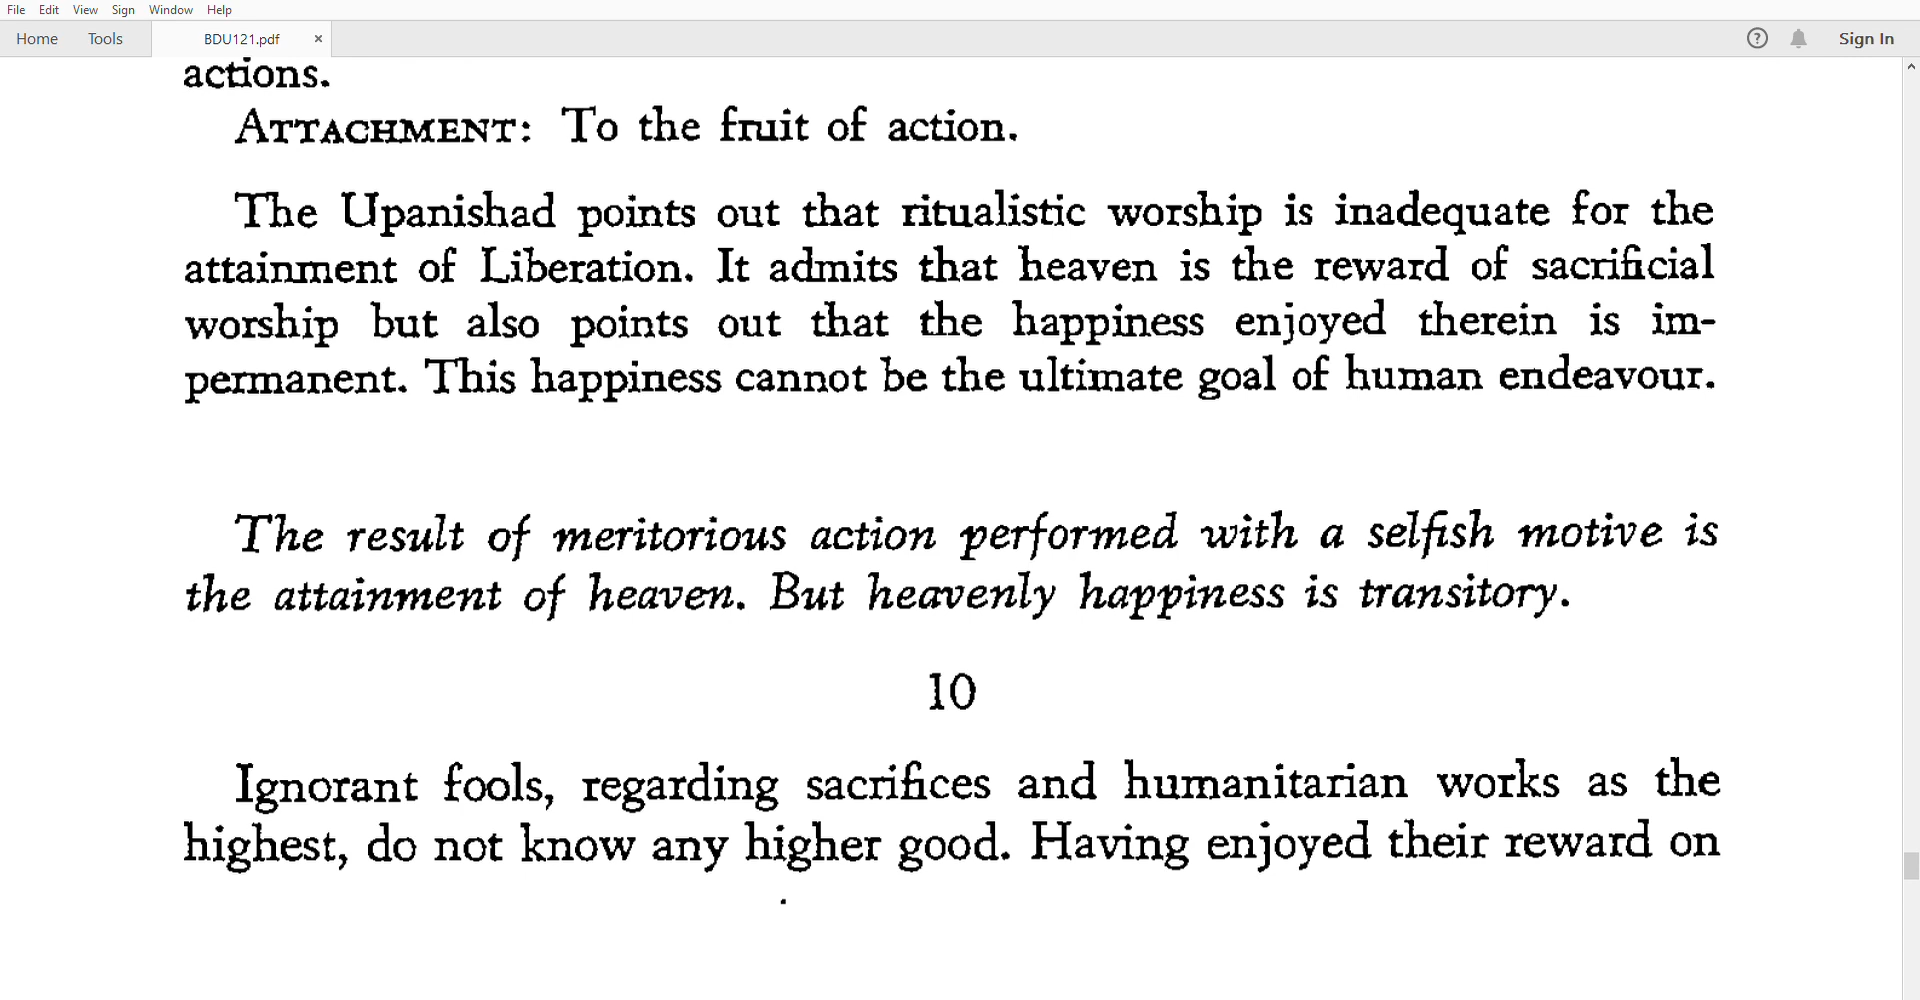 File Edit View Sign Window Help
Home Tools BDU121.pdf × ? Sign In
actions.
ATTACHMENT: To the fruit of action.
The Upanishad points out that ritualistic worship is inadequate for the
attainment of Liberation. It admits that heaven is the reward of sacrificial
worship but also points out that the happiness enjoyed therein is im-
permanent. This happiness cannot be the ultimate goal of human endeavour.
The result of meritorious action performed with a selfish motive is
the attainment of heaven. But heavenly happiness is transitory.
10
Ignorant fools, regarding sacrifices and humanitarian works as the
highest, do not know any higher good. Having enjoyed their reward on